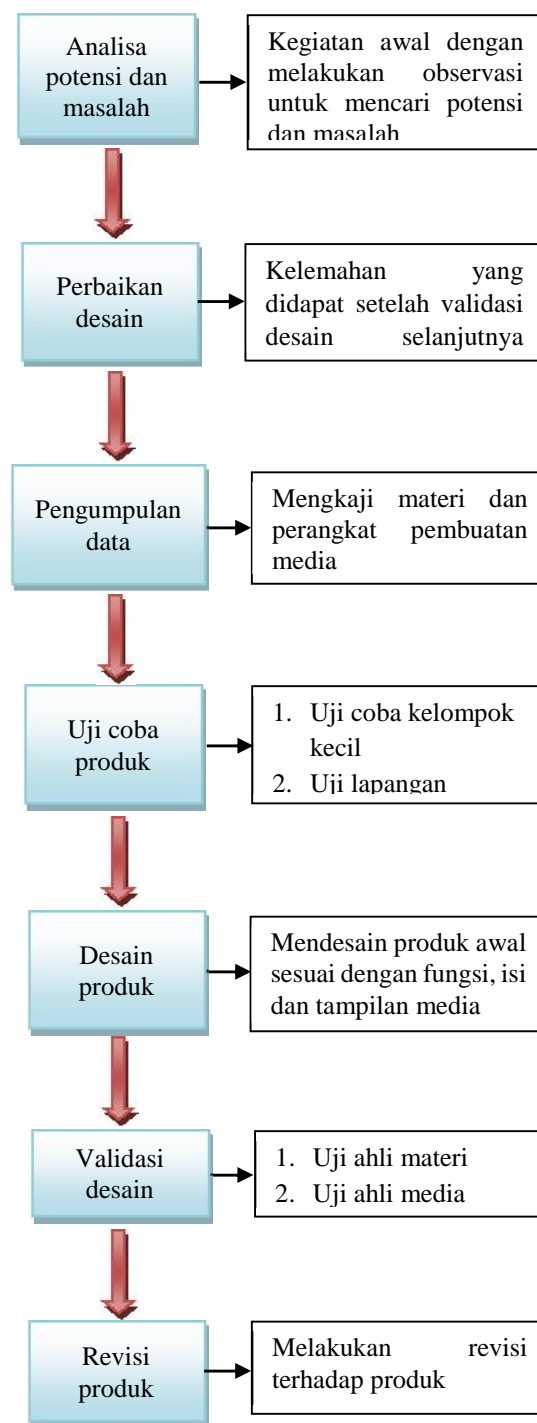 Analisa
potensi dan
masalah
Kegiatan awal dengan
melakukan observasi
untuk mencari potensi
dan masalah
Perbaikan
desain
Kelemahan yang
didapat setelah validasi
desain selanjutnya
Pengumpulan
data
Mengkaji materi dan
perangkat pembuatan
media
Uji coba
produk
1. Uji coba kelompok
kecil
2. Uji lapangan
Desain
produk
Mendesain produk awal
sesuai dengan fungsi, isi
dan tampilan media
Validasi
desain
1. Uji ahli materi
2. Uji ahli media
Revisi
produk
Melakukan revisi
terhadap produk